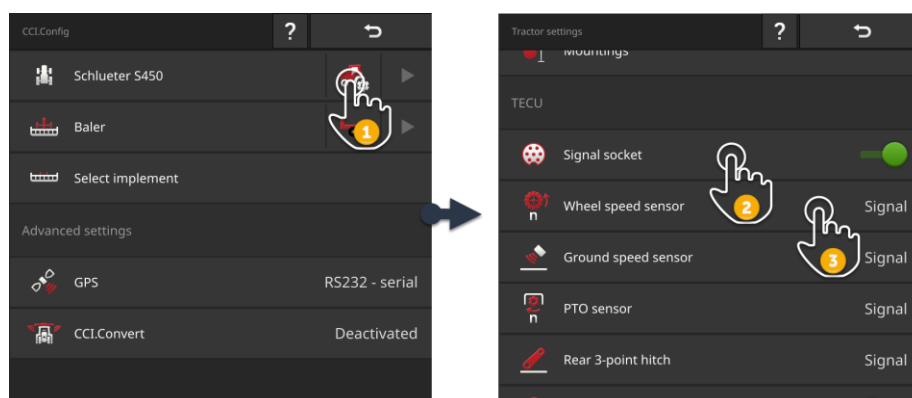 CCI.Config
?
Schlueter S450
1
Baler
Select implement
Advanced settings
GPS RS232 - serial
CCI.Convert Deactivated
Tractor settings
?
Mountings
TECU
Signal socket
2
n Wheel speed sensor Signal
3
Ground speed sensor Signal
n PTO sensor Signal
Rear 3-point hitch Signal